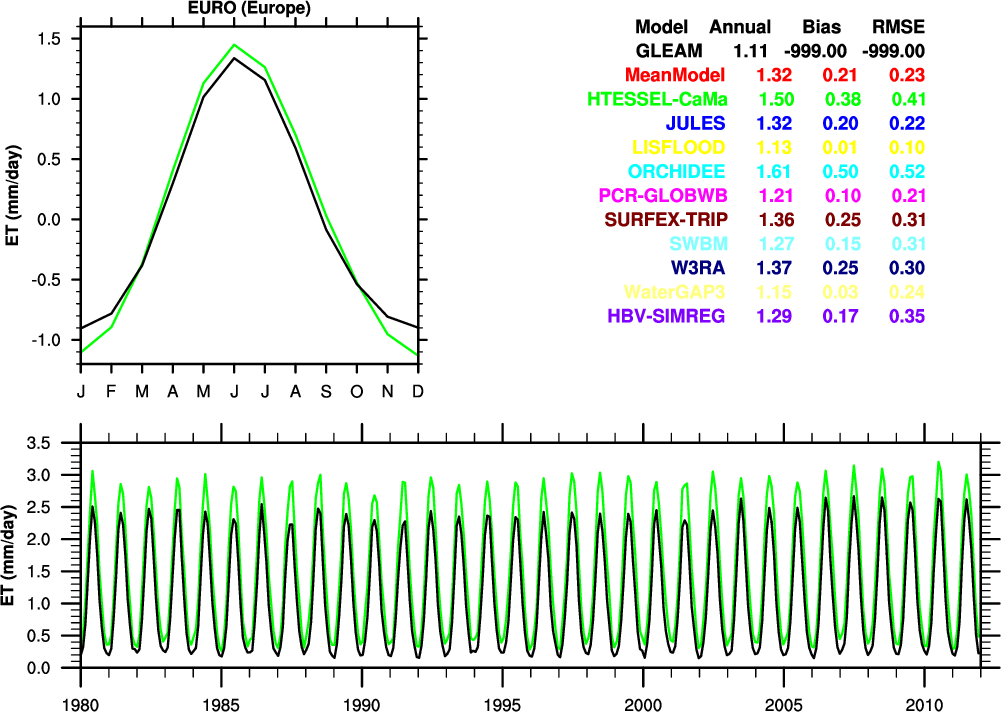 EURO (Europe)
Model Annual Bias RMSE
GLEAM 1.11 -999.00 -999.00
MeanModel 1.32 0.21 0.23
HTESSEL-CaMa 1.50 0.38 0.41
JULES 1.32 0.20 0.22
LISFLOOD 1.13 0.01 0.10
ORCHIDEE 1.61 0.50 0.52
PCR-GLOBWB 1.21 0.10 0.21
SURFEX-TRIP 1.36 0.25 0.31
SWBM 1.27 0.15 0.31
W3RA 1.37 0.25 0.30
WaterGAP3 1.15 0.03 0.24
HBV-SIMREG 1.29 0.17 0.35
ET (mm/day)
1.5
1.0
0.5
0.0
-0.5
-1.0
J F M A M J J A S O N D
ET (mm/day)
3.5
3.0
2.5
2.0
1.5
1.0
0.5
0.0
1980 1985 1990 1995 2000 2005 2010